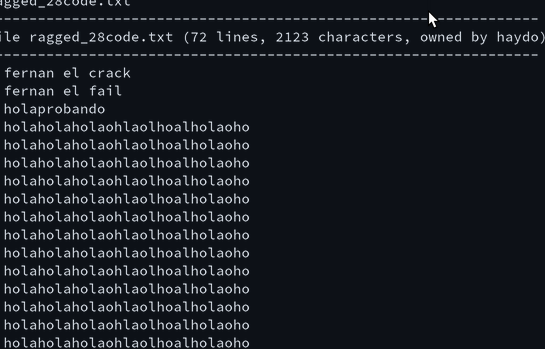 agged_28code.txt
--------------------------------------------------------------
ile ragged_28code.txt (72 lines, 2123 characters, owned by haydo)
--------------------------------------------------------------
fernan el crack
fernan el fail
holaprobando
holaholaholaohlaolhoalholaoho
holaholaholaohlaolhoalholaoho
holaholaholaohlaolhoalholaoho
holaholaholaohlaolhoalholaoho
holaholaholaohlaolhoalholaoho
holaholaholaohlaolhoalholaoho
holaholaholaohlaolhoalholaoho
holaholaholaohlaolhoalholaoho
holaholaholaohlaolhoalholaoho
holaholaholaohlaolhoalholaoho
holaholaholaohlaolhoalholaoho
holaholaholaohlaolhoalholaoho
holaholaholaohlaolhoalholaoho